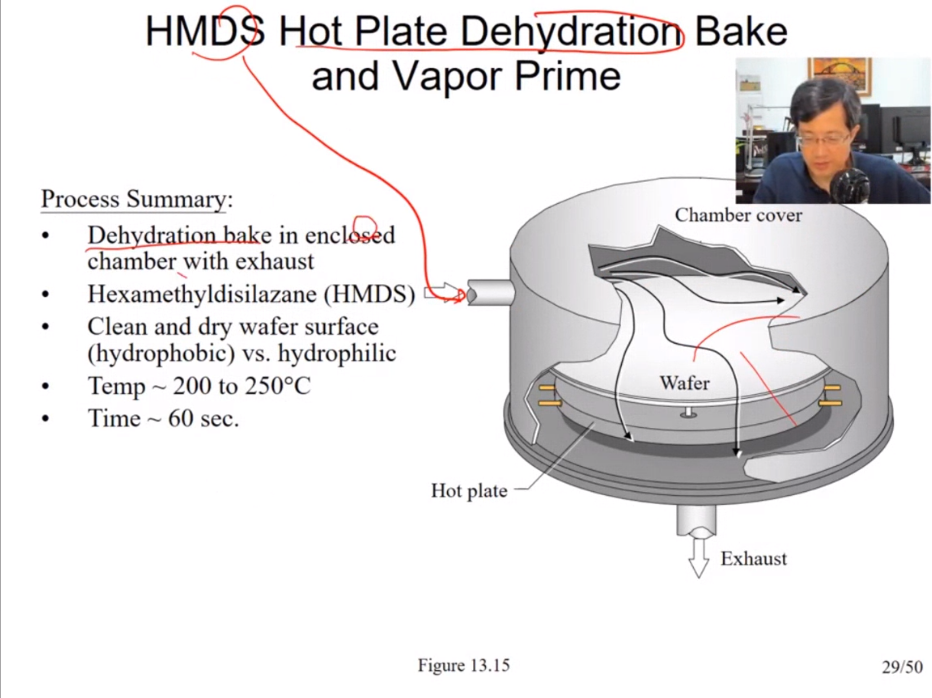 HMDS Hot Plate Dehydration Bake
and Vapor Prime
Process Summary:
• Dehydration bake in enclosed
chamber with exhaust
• Hexamethyldisilazane (HMDS)
• Clean and dry wafer surface
(hydrophobic) vs. hydrophilic
• Temp ~ 200 to 250°C
• Time ~ 60 sec.
Chamber cover
Wafer
Hot plate
Exhaust
Figure 13.15
29/50